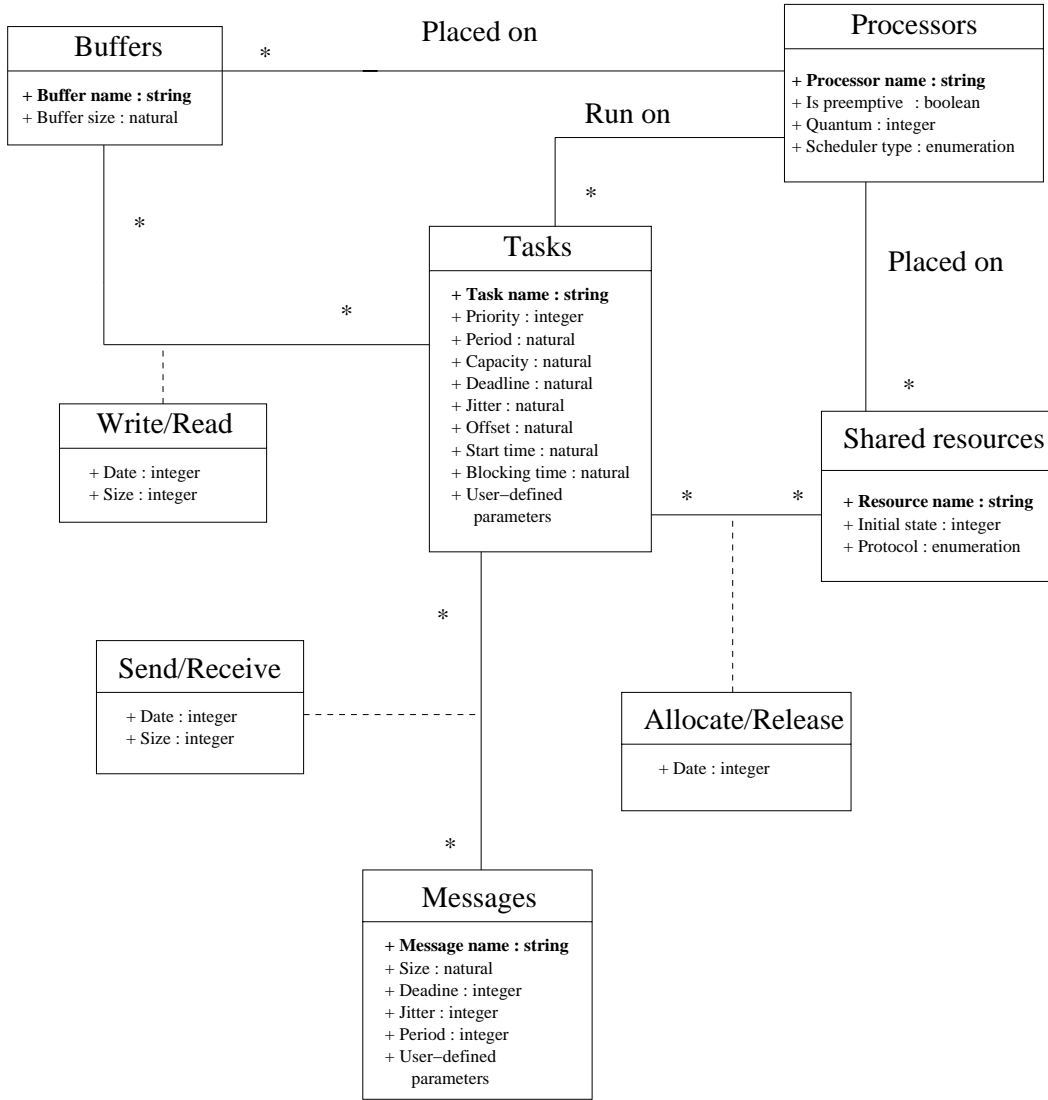 Buffers
+ Buffer name : string
+ Buffer size : natural
*
Placed on
Processors
+ Processor name : string
+ Is preemptive : boolean
+ Quantum : integer
+ Scheduler type : enumeration
Run on
*
*
Tasks
+ Task name : string
+ Priority : integer
+ Period : natural
+ Capacity : natural
+ Deadline : natural
+ Jitter : natural
+ Offset : natural
+ Start time : natural
+ Blocking time : natural
+ User−defined
parameters
Placed on
*
*
Write/Read
+ Date : integer
+ Size : integer
Shared resources
+ Resource name : string
+ Initial state : integer
+ Protocol : enumeration
*
*
*
Send/Receive
+ Date : integer
+ Size : integer
Allocate/Release
+ Date : integer
*
Messages
+ Message name : string
+ Size : natural
+ Deadine : integer
+ Jitter : integer
+ Period : integer
+ User−defined
parameters